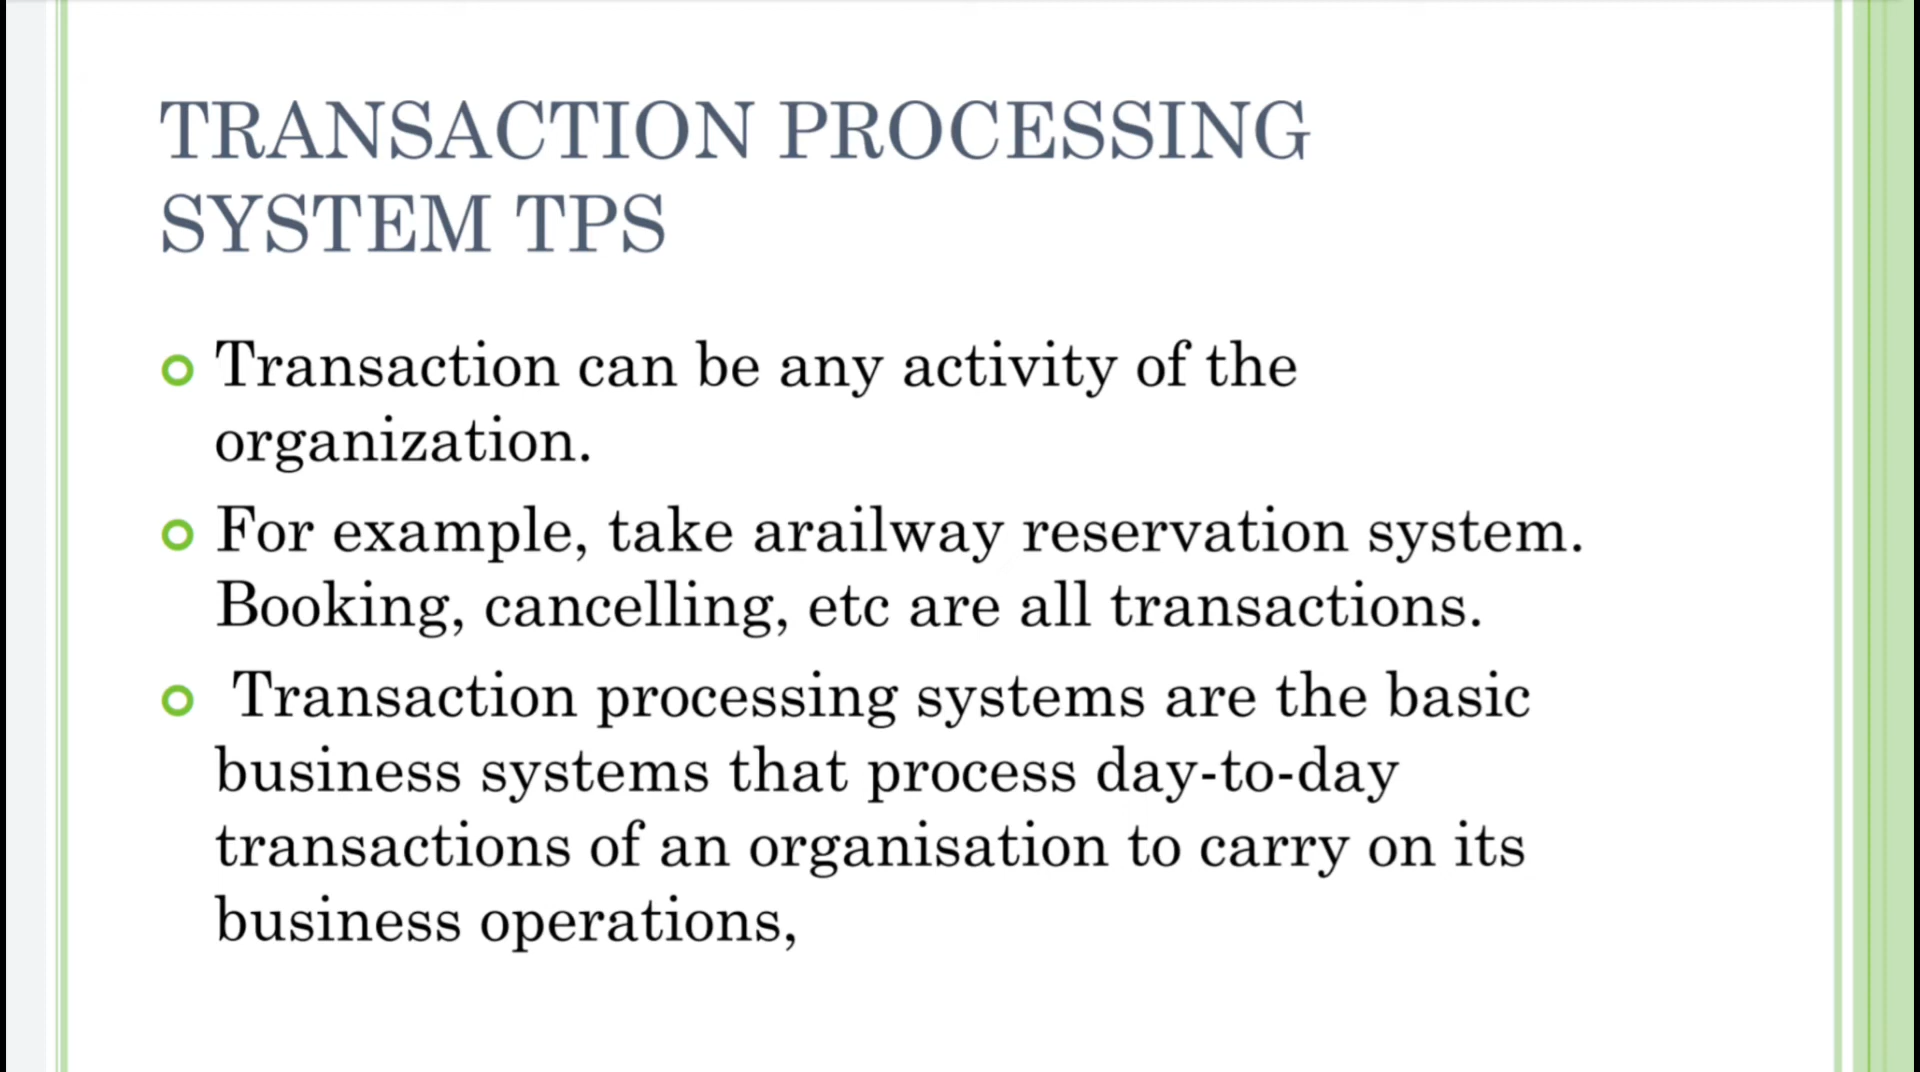 TRANSACTION PROCESSING
SYSTEM TPS
Transaction can be any activity of the
organization.
For example, take arailway reservation system.
Booking, cancelling, etc are all transactions.
Transaction processing systems are the basic
business systems that process day-to-day
transactions of an organisation to carry on its
business operations,